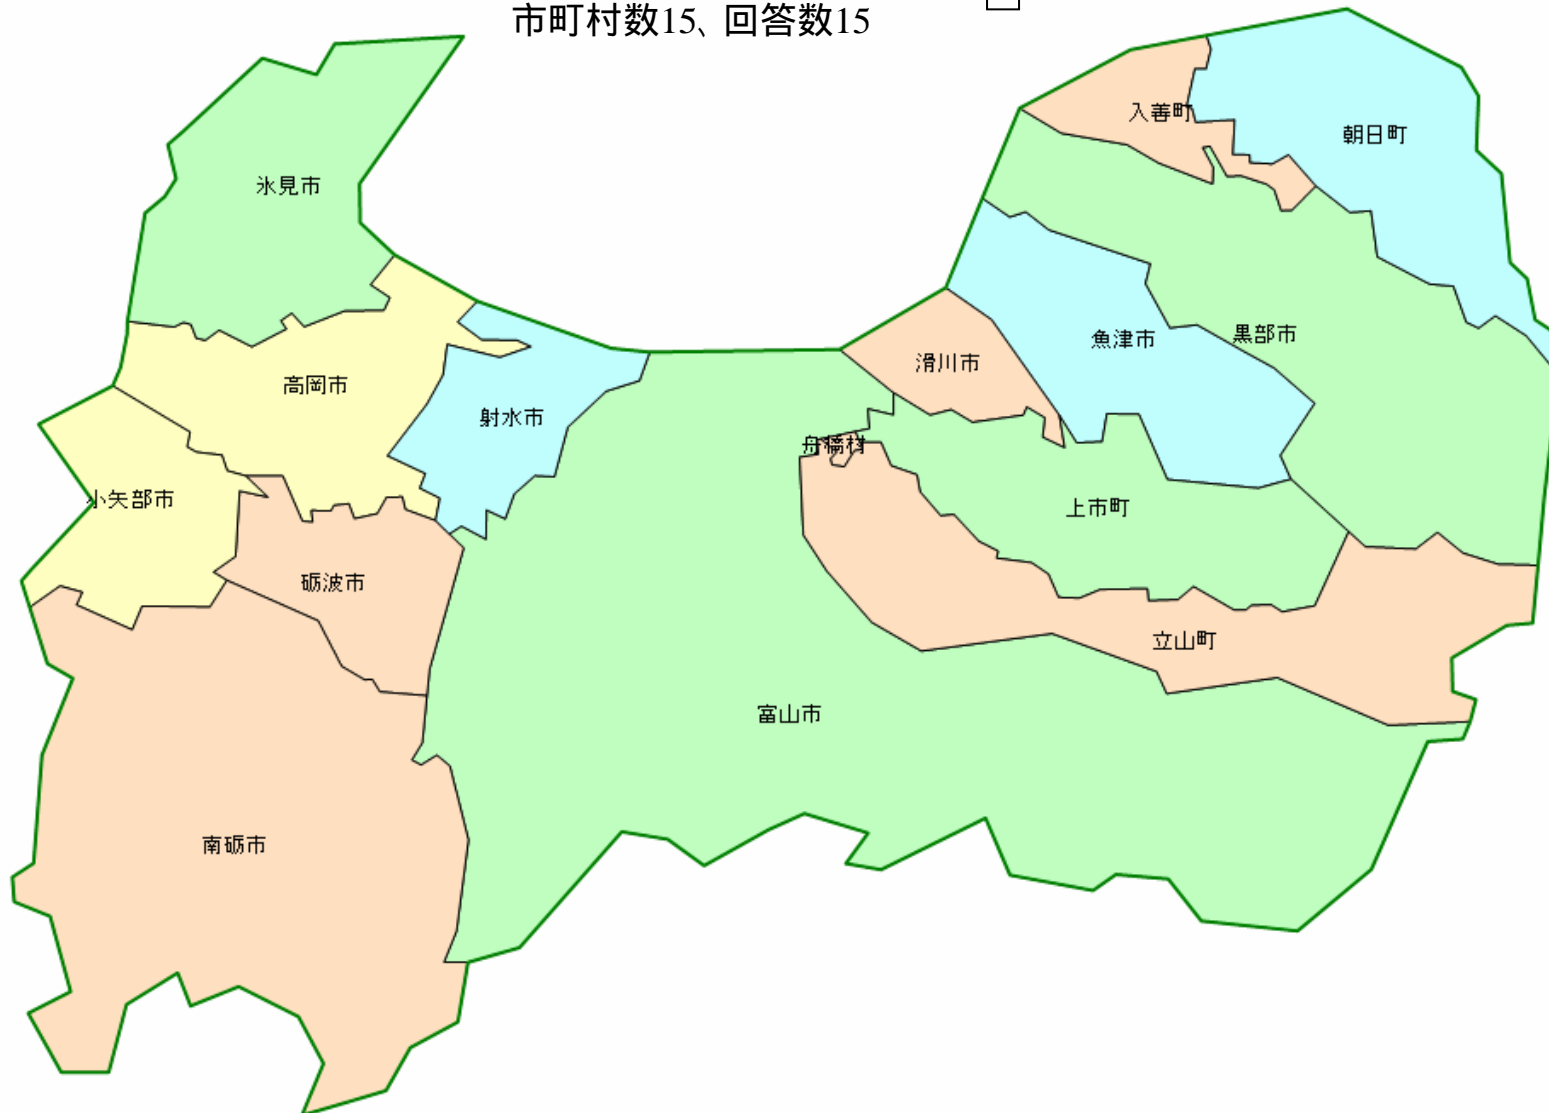 市町村数15、回答数15
入善町
朝日町
氷見市
黒部市
魚津市
滑川市
高岡市
射水市
舟橋村
小矢部市
上市町
砺波市
立山町
富山市
南砺市